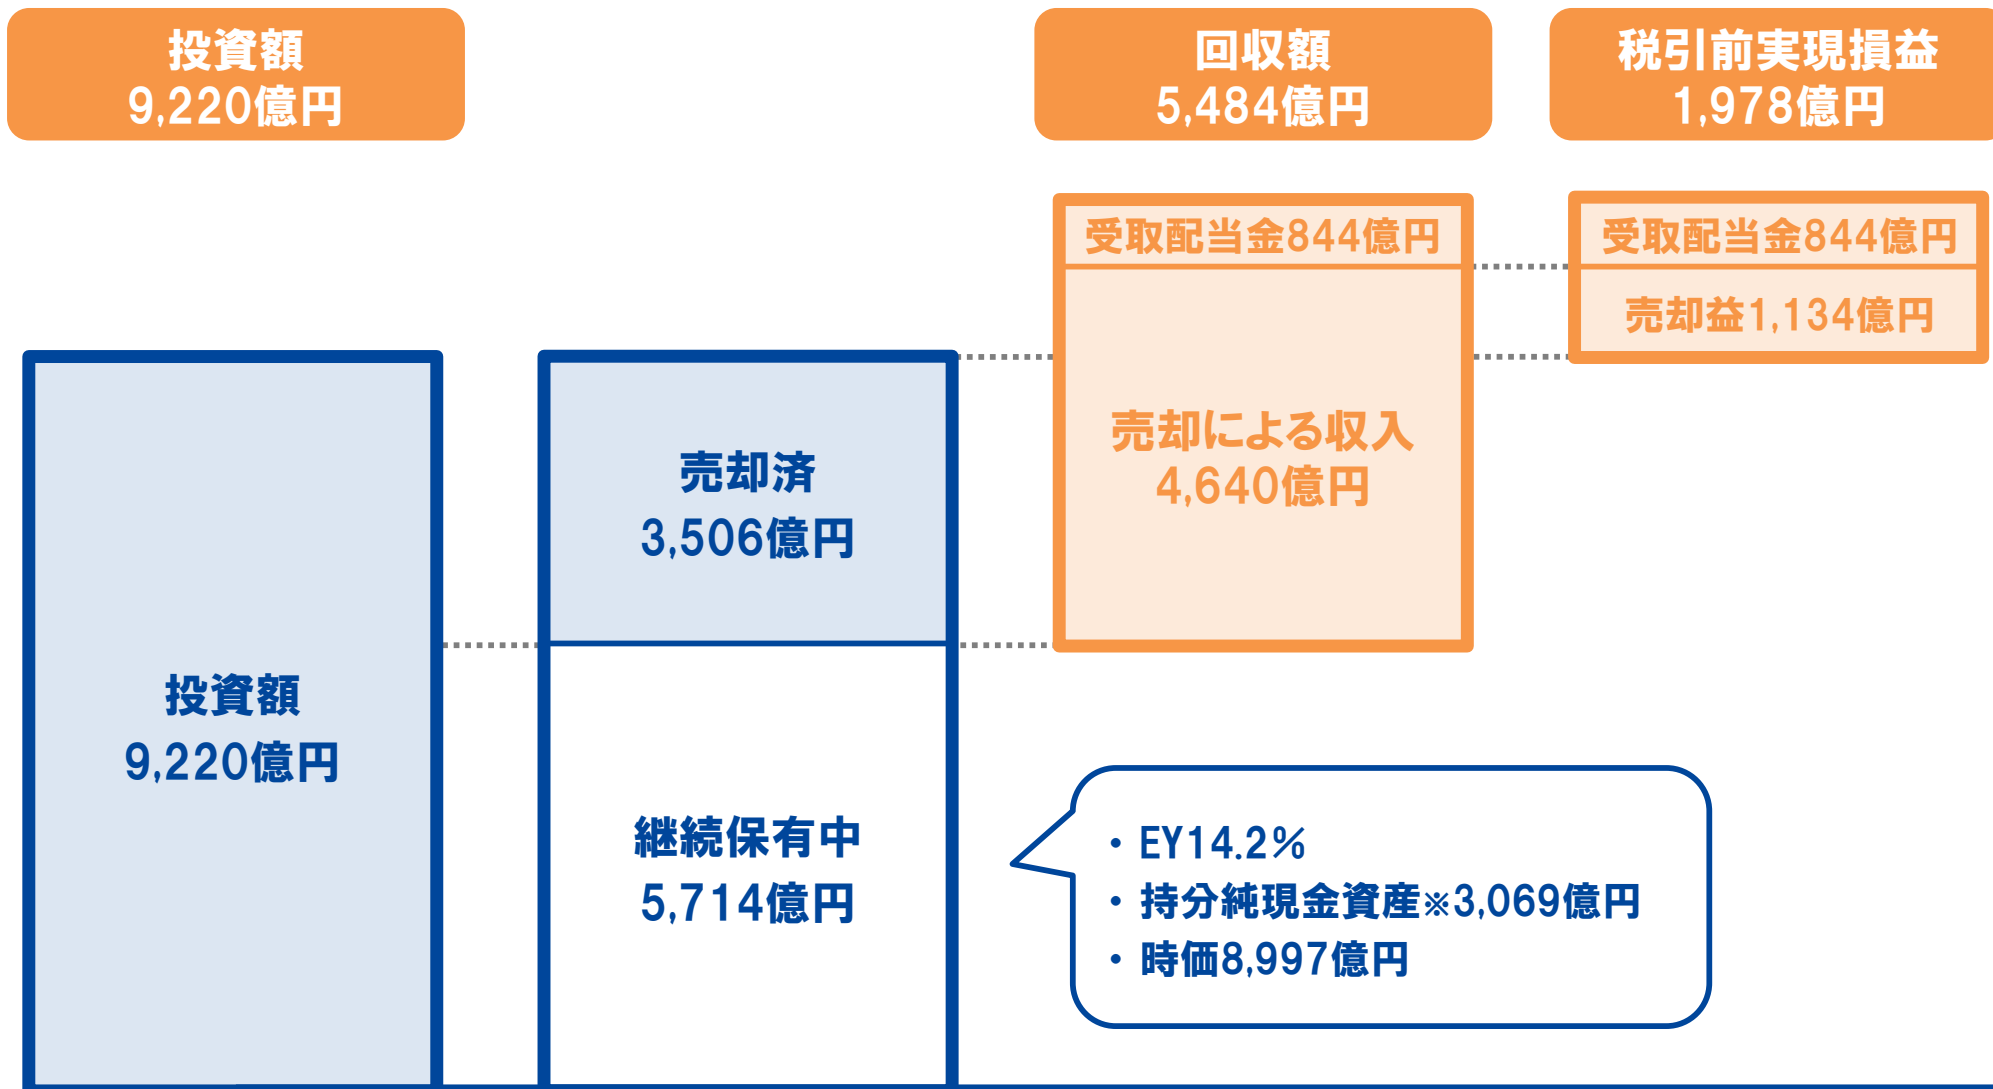 投資額
9,220億円
回収額
5,484億円
税引前実現損益
1,978億円
受取配当金844億円
売却による収入
4,640億円
受取配当金844億円
売却益1,134億円
投資額
9,220億円
売却済
3,506億円
継続保有中
5,714億円
・EY14.2%
・持分純現金資産※3,069億円
・時価8,997億円